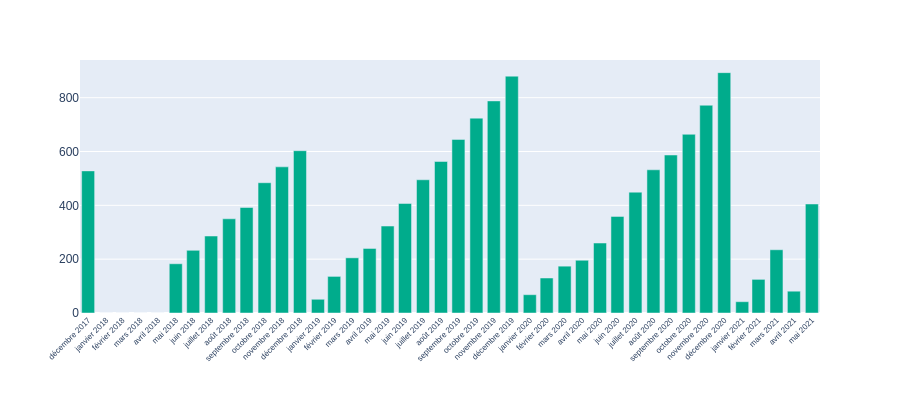 800
600
400
200
0
décembre 2017
janvier 2018
février 2018
mars 2018
avril 2018
mai 2018
juin 2018
juillet 2018
août 2018
septembre 2018
octobre 2018
novembre 2018
décembre 2018
janvier 2019
février 2019
mars 2019
avril 2019
mai 2019
juin 2019
juillet 2019
août 2019
septembre 2019
octobre 2019
novembre 2019
décembre 2019
janvier 2020
février 2020
mars 2020
avril 2020
mai 2020
juin 2020
juillet 2020
août 2020
septembre 2020
octobre 2020
novembre 2020
décembre 2020
janvier 2021
février 2021
mars 2021
avril 2021
mai 2021